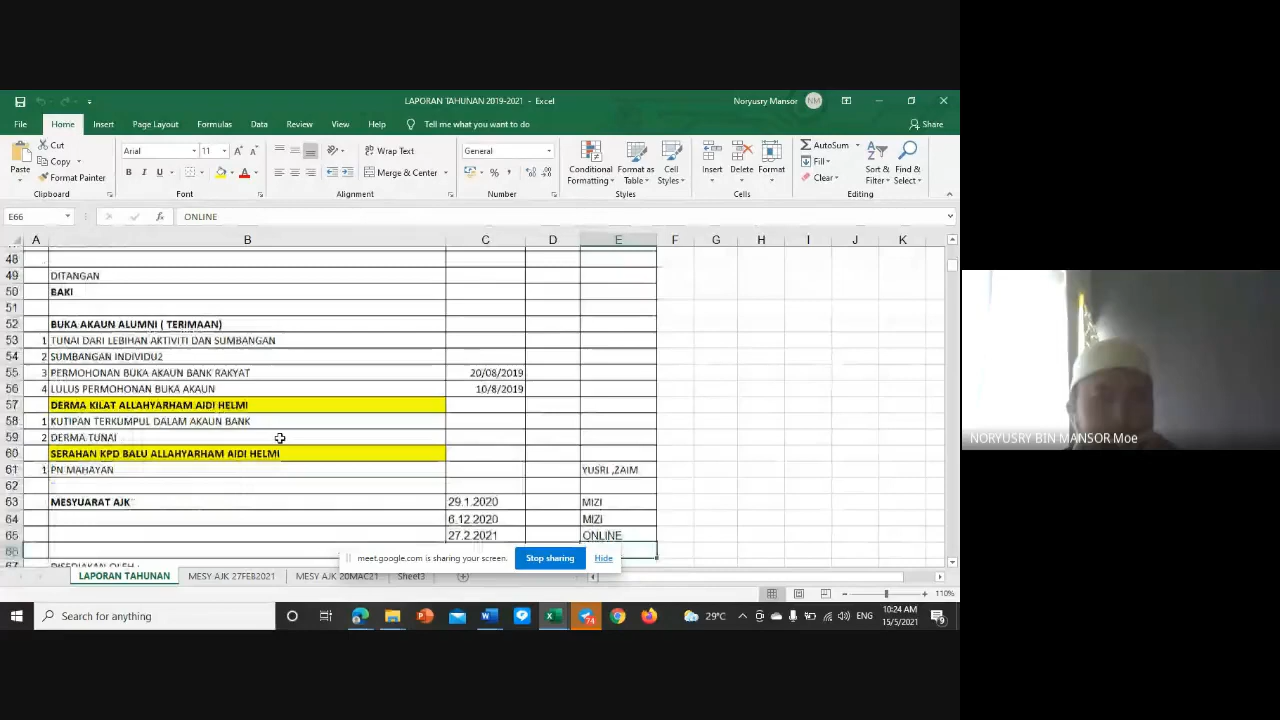 LAPORAN TAHUNAN 2019-2021 - Excel
Noryusry Mansor NM
File Home Insert Page Layout Formulas Data Review View Help Tell me what you want to do Share
Paste Cut Copy Format Painter
Arial 11
Wrap Text
Merge & Center
General
Conditional Formatting Format as Table Cell Styles
Insert Delete Format
AutoSum Fill Clear
Sort & Filter Find & Select
Clipboard Font Alignment Number Styles Cells Editing
E66 ONLINE
A B C D E F G H I J K
48
49 DITANGAN
50 BAKI
51
52 BUKA AKAUN ALUMNI ( TERIMAAN)
53 1 TUNAI DARI LEBIHAN AKTIVITI DAN SUMBANGAN
54 2 SUMBANGAN INDIVIDU2
55 3 PERMOHONAN BUKA AKAUN BANK RAKYAT 20/08/2019
56 4 LULUS PERMOHONAN BUKA AKAUN 10/8/2019
57 DERMA KILAT ALLAHYARHAM AIDI HELMI
58 1 KUTIPAN TERKUMPUL DALAM AKAUN BANK
59 2 DERMA TUNAI
60 SERAHAN KPD BALU ALLAHYARHAM AIDI HELMI
61 1 PN MAHAYAN YUSRI ,ZAIM
62
63 MESYUARAT AJK 29.1.2020 MIZI
64 6.12.2020 MIZI
65 27.2.2021 ONLINE
66
meet.google.com is sharing your screen. Stop sharing Hide
LAPORAN TAHUNAN MESY AJK 27FEB2021 MESY AJK 20MAC21 Sheet3
110%
Search for anything
74
29°C ENG
10:24 AM
15/5/2021
9
NORYUSRY BIN MANSOR Moe